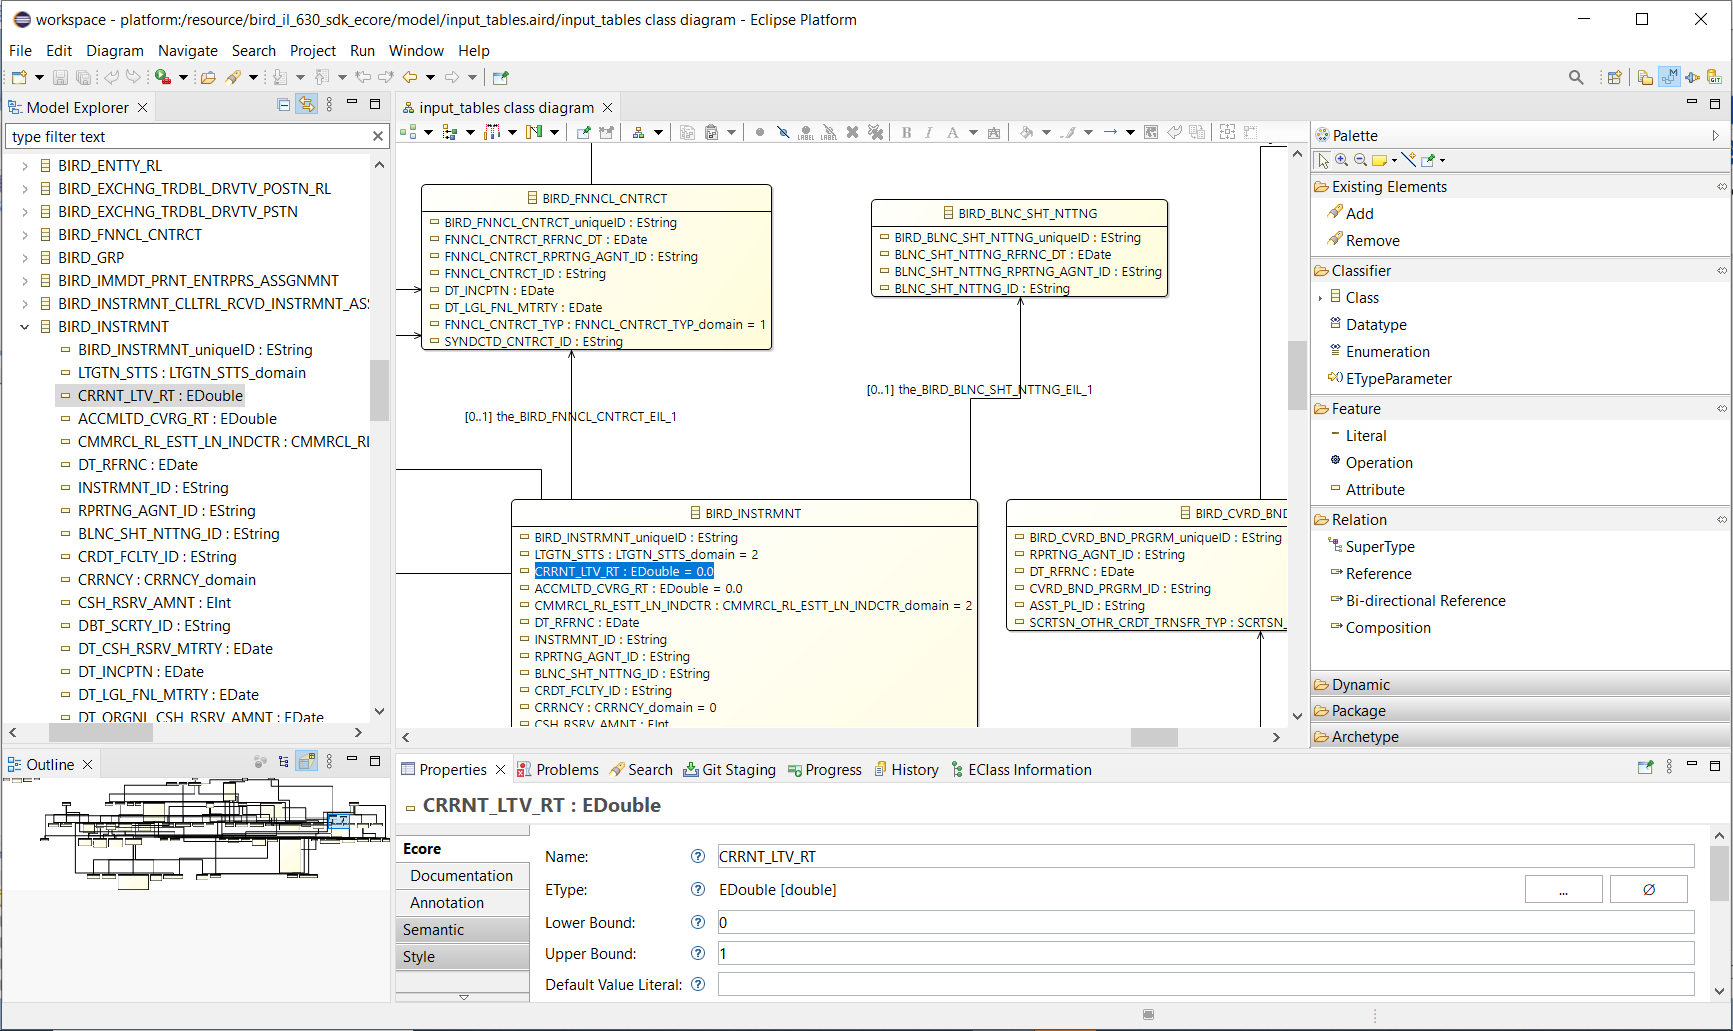 workspace - platform:/resource/bird_il_630_sdk_ecore/model/input_tables.aird/input_tables class diagram - Eclipse Platform
File Edit Diagram Navigate Search Project Run Window Help
Model Explorer
type filter text
BIRD_ENTTY_RL
BIRD_EXCHNG_TRDBL_DRVTV_POSTN_RL
BIRD_EXCHNG_TRDBL_DRVTV_PSTN
BIRD_FNNCL_CNTRCT
BIRD_GRP
BIRD_IMMDT_PRNT_ENTRPRS_ASSGNMNT
BIRD_INSTRMNT_CLLTRL_RCVD_INSTRMNT_AS
BIRD_INSTRMNT
BIRD_INSTRMNT_uniqueID : EString
LTGTN_STTS : LTGTN_STTS_domain
CRRNT_LTV_RT : EDouble
ACCMLTD_CVRG_RT : EDouble
CMMRCL_RL_ESTT_LN_INDCTR : CMMRCL_RL
DT_RFRNC : EDate
INSTRMNT_ID : EString
RPRTNG_AGNT_ID : EString
BLNC_SHT_NTTNG_ID : EString
CRDT_FCLTY_ID : EString
CRRNCY : CRRNCY_domain
CSH_RSRV_AMNT : EInt
DBT_SCRTY_ID : EString
DT_CSH_RSRV_MTRTY : EDate
DT_INCPTN : EDate
DT_LGL_FNL_MTRTY : EDate
DT_ORGNL_CSH_RSRV_AMNT : EDate
Outline
input_tables class diagram
BIRD_FNNCL_CNTRCT
BIRD_FNNCL_CNTRCT_uniqueID : EString
FNNCL_CNTRCT_RFRNC_DT : EDate
FNNCL_CNTRCT_RPRTNG_AGNT_ID : EString
FNNCL_CNTRCT_ID : EString
DT_INCPTN : EDate
DT_LGL_FNL_MTRTY : EDate
FNNCL_CNTRCT_TYP : FNNCL_CNTRCT_TYP_domain = 1
SYNDCTD_CNTRCT_ID : EString
BIRD_BLNC_SHT_NTTNG
BIRD_BLNC_SHT_NTTNG_uniqueID : EString
BLNC_SHT_NTTNG_RFRNC_DT : EDate
BLNC_SHT_NTTNG_RPRTNG_AGNT_ID : EString
BLNC_SHT_NTTNG_ID : EString
[0..1] the_BIRD_BLNC_SHT_NTTNG_EIL_1
[0..1] the_BIRD_FNNCL_CNTRCT_EIL_1
BIRD_INSTRMNT
BIRD_INSTRMNT_uniqueID : EString
LTGTN_STTS : LTGTN_STTS_domain = 2
CRRNT_LTV_RT : EDouble = 0.0
ACCMLTD_CVRG_RT : EDouble = 0.0
CMMRCL_RL_ESTT_LN_INDCTR : CMMRCL_RL_ESTT_LN_INDCTR_domain = 2
DT_RFRNC : EDate
INSTRMNT_ID : EString
RPRTNG_AGNT_ID : EString
BLNC_SHT_NTTNG_ID : EString
CRDT_FCLTY_ID : EString
CRRNCY : CRRNCY_domain = 0
CSH_RSRV_AMNT : EInt
BIRD_CVRD_BND
BIRD_CVRD_BND_PRGRM_uniqueID : EString
RPRTNG_AGNT_ID : EString
DT_RFRNC : EDate
CVRD_BND_PRGRM_ID : EString
ASST_PL_ID : EString
SCRTSN_OTHR_CRDT_TRNSFR_TYP : SCRTSN_
Palette
Existing Elements
Add
Remove
Classifier
Class
Datatype
Enumeration
ETypeParameter
Feature
Literal
Operation
Attribute
Relation
SuperType
Reference
Bi-directional Reference
Composition
Dynamic
Package
Archetype
Properties Problems Search Git Staging Progress History EClass Information
CRRNT_LTV_RT : EDouble
Ecore
Documentation
Annotation
Semantic
Style
Name: CRRNT_LTV_RT
EType: EDouble [double] ...
Lower Bound: 0
Upper Bound: 1
Default Value Literal: